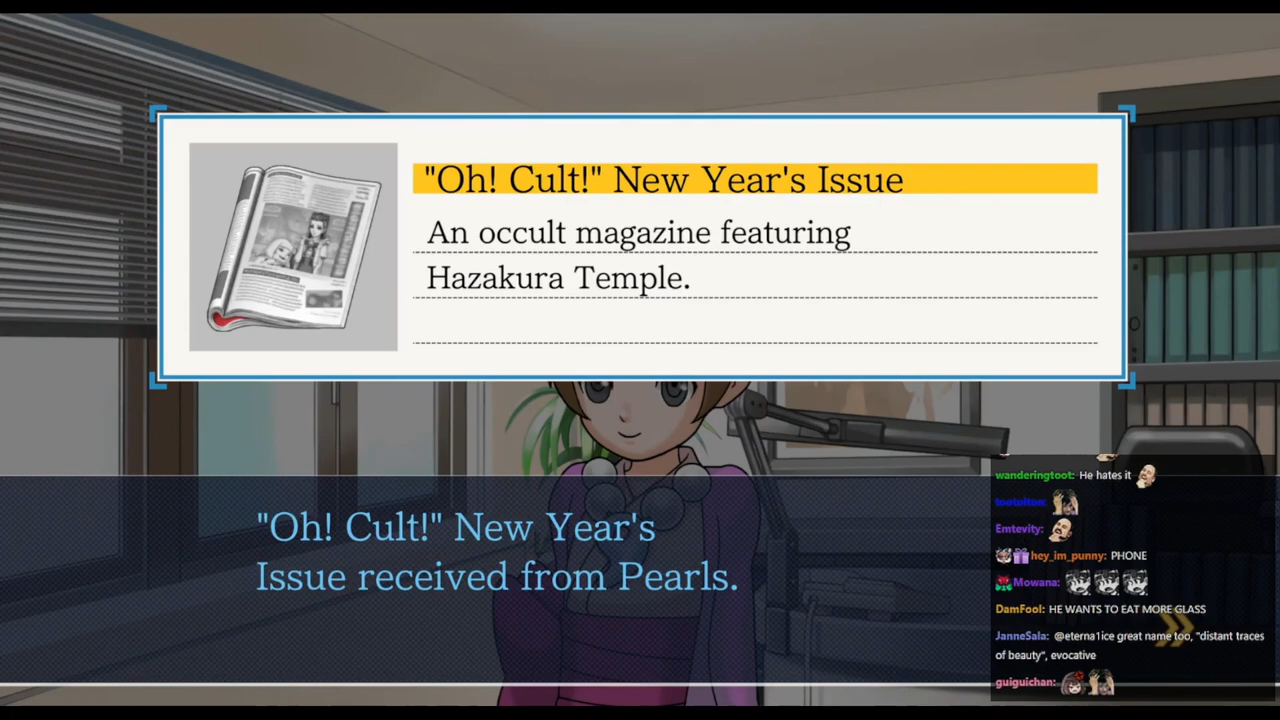 "Oh! Cult!" New Year's Issue
An occult magazine featuring
Hazakura Temple.
"Oh! Cult!" New Year's
Issue received from Pearls.
wanderingtoot: He hates it
Emtevity:
hey_im_punny: PHONE
Mowana:
DamFool: HE WANTS TO EAT MORE GLASS
JanneSala: @eterna1ice great name too, "distant traces
of beauty", evocative
guiguichan: